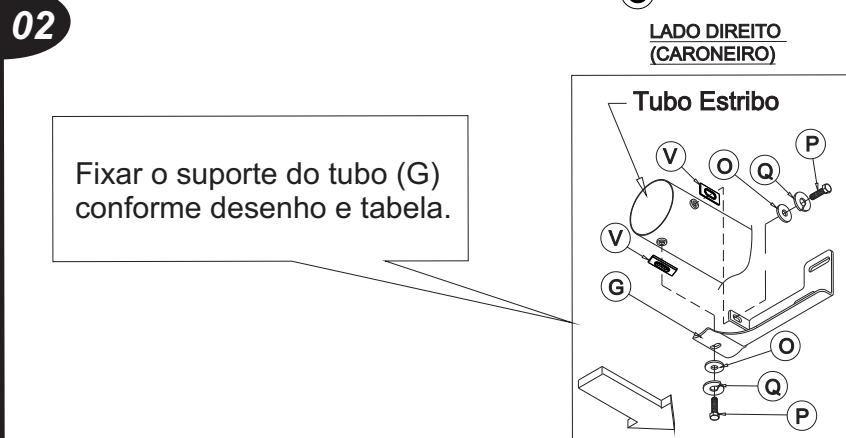 02
LADO DIREITO
(CARONEIRO)
Fixar o suporte do tubo (G)
conforme desenho e tabela.
Tubo Estribo
P
V
O
Q
V
G
O
Q
P